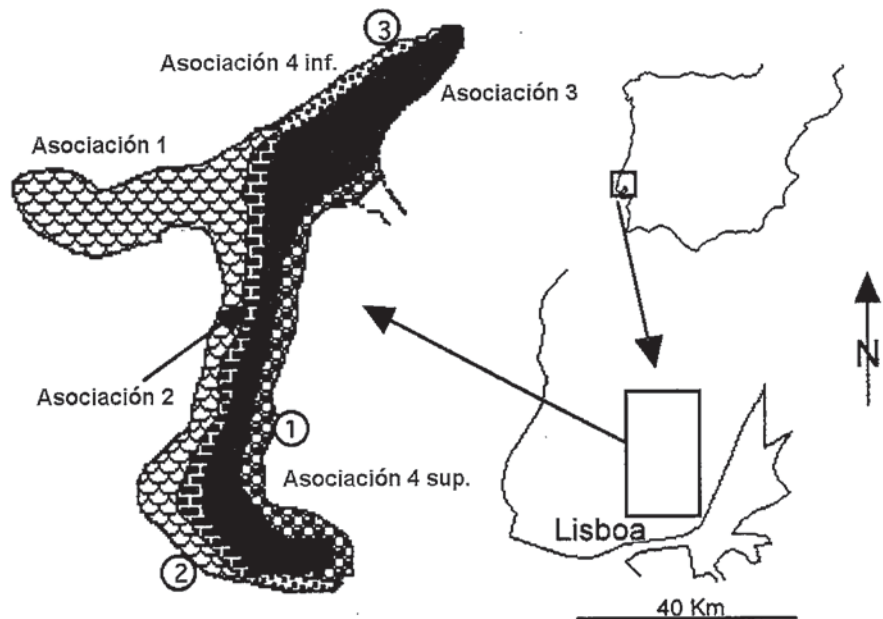 3
Asociación 4 inf.
Asociación 3
Asociación 1
Asociación 2
1
Asociación 4 sup.
2
N
Lisboa
40 Km